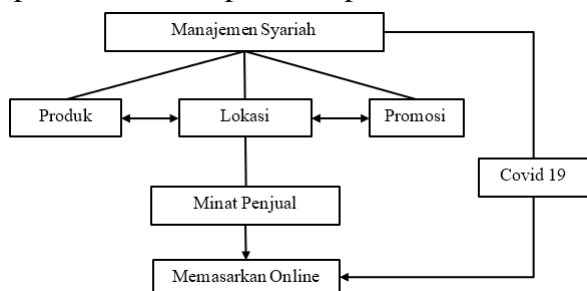 Manajemen Syariah
Produk
Lokasi
Promosi
Covid 19
Minat Penjual
Memasarkan Online